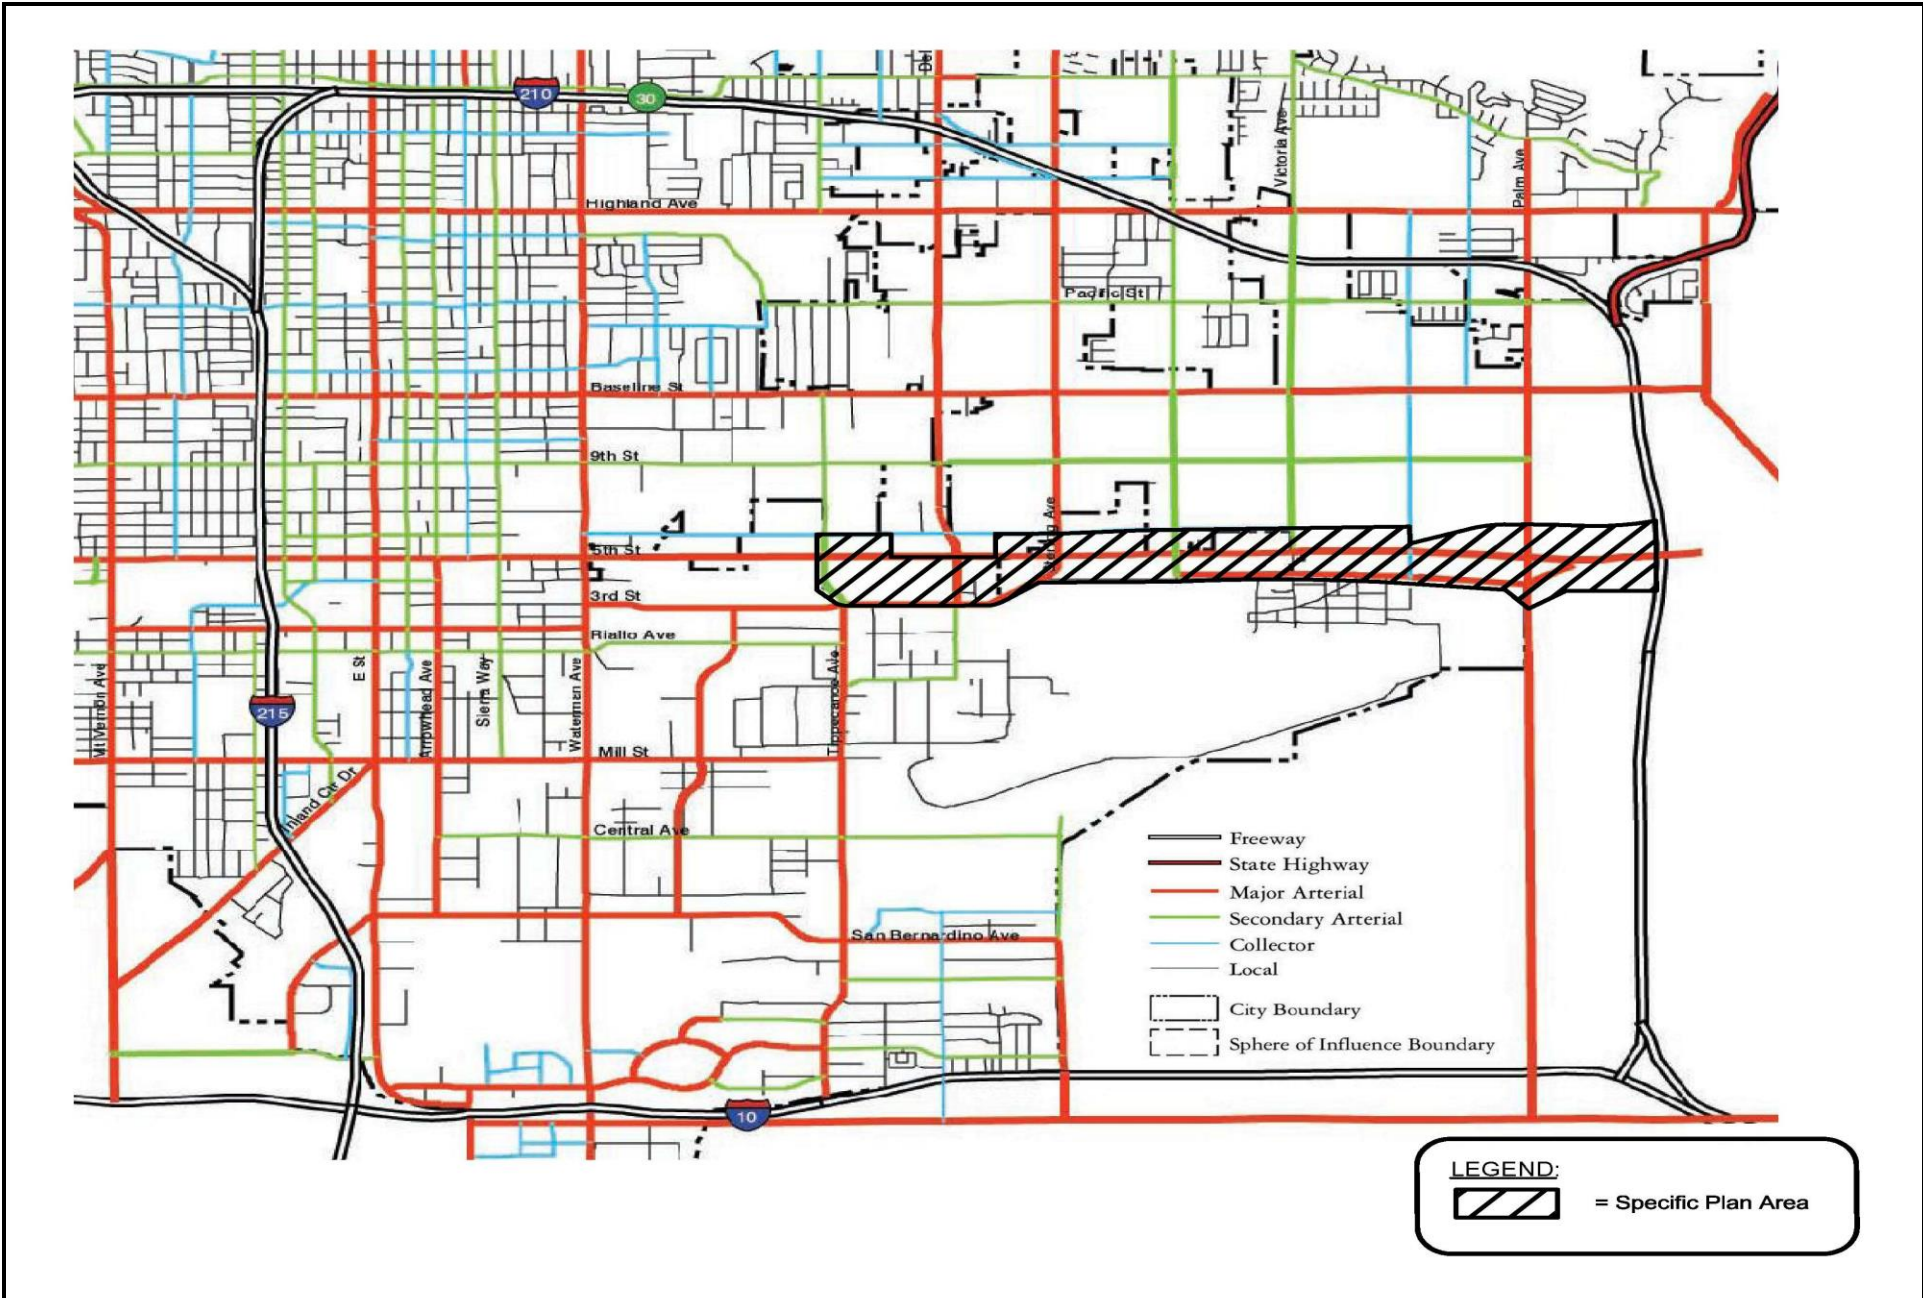 Del
210
30
Victoria Ave
Palm Ave
Highland Ave
Pacific St
Baseline St
9th St
Sterling Ave
5th St
3rd St
Rialto Ave
Mt Vernon Ave
E St
Arrowhead Ave
Sierra Way
Waterman Ave
Tippecanoe Ave
215
Mill St
Inland Ctr Dr
Central Ave
San Bernardino Ave
10
Freeway
State Highway
Major Arterial
Secondary Arterial
Collector
Local
City Boundary
Sphere of Influence Boundary
LEGEND:
= Specific Plan Area